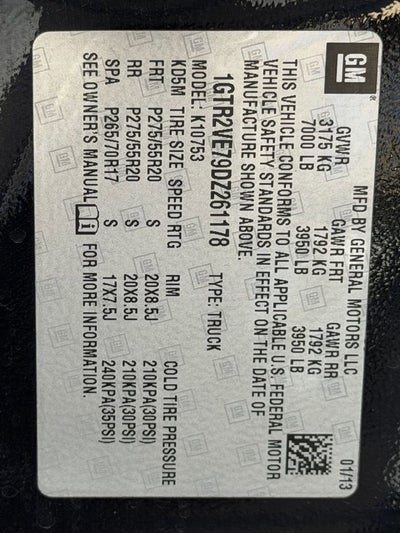 GM
®
MFD BY GENERAL MOTORS LLC 01/13
GVWR GAWR FRT GAWR RR
3175 KG 1792 KG 1792 KG
7000 LB 3950 LB 3950 LB
THIS VEHICLE CONFORMS TO ALL APPLICABLE U.S. FEDERAL MOTOR
VEHICLE SAFETY STANDARDS IN EFFECT ON THE DATE OF
MANUFACTURE SHOWN ABOVE.
1GTR2VE79DZ261178 TYPE: TRUCK
MODEL: K10753
KD5M TIRE SIZE SPEED RTG RIM COLD TIRE PRESSURE
FRT P275/55R20 S 20X8.5J 210KPA(30PSI)
RR P275/55R20 S 20X8.5J 210KPA(30PSI)
SPA P265/70R17 S 17X7.5J 240KPA(35PSI)
SEE OWNER'S MANUAL i FOR MORE INFORMATION.